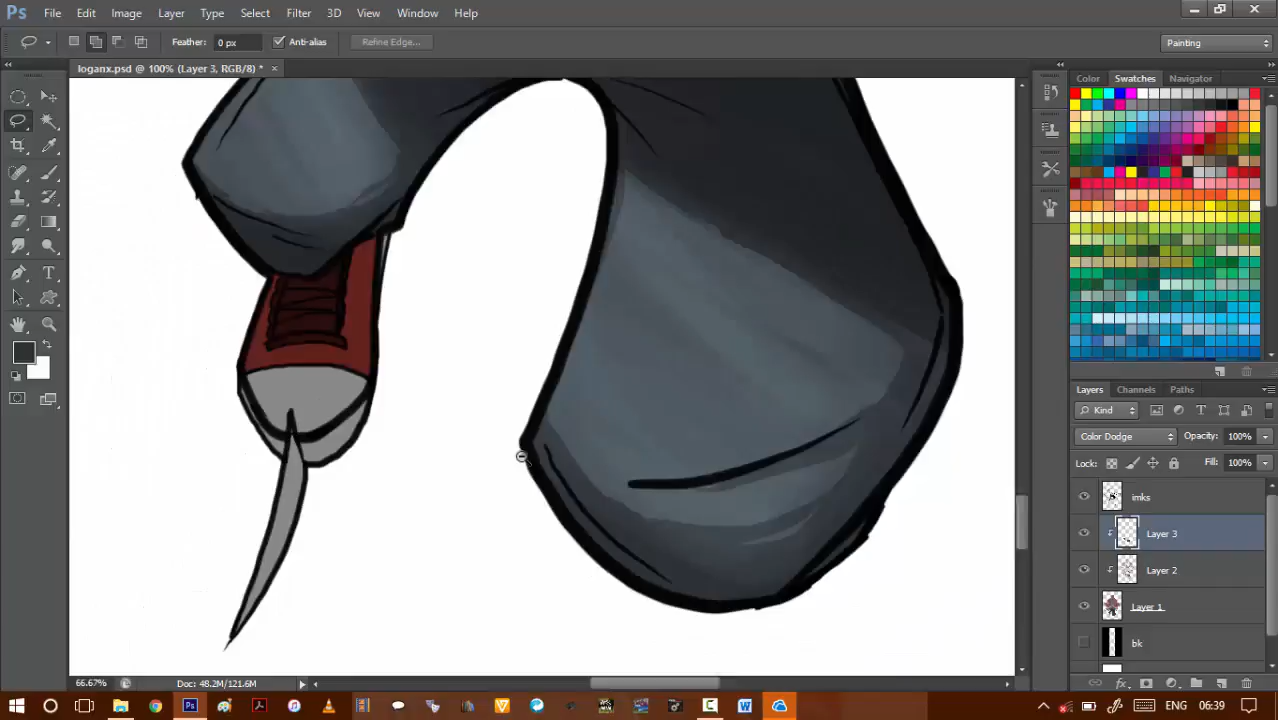 Ps File Edit Image Layer Type Select Filter 3D View Window Help
Feather: 0 px Anti-alias Refine Edge... Painting
loganx.psd @ 100% (Layer 3, RGB/8) *
Color Swatches Navigator
Layers Channels Paths
Kind
Color Dodge Opacity: 100%
Lock: Fill: 100%
imks
Layer 3
Layer 2
Layer 1
bk
66.67% Doc: 48.2M/121.6M
ENG 06:39